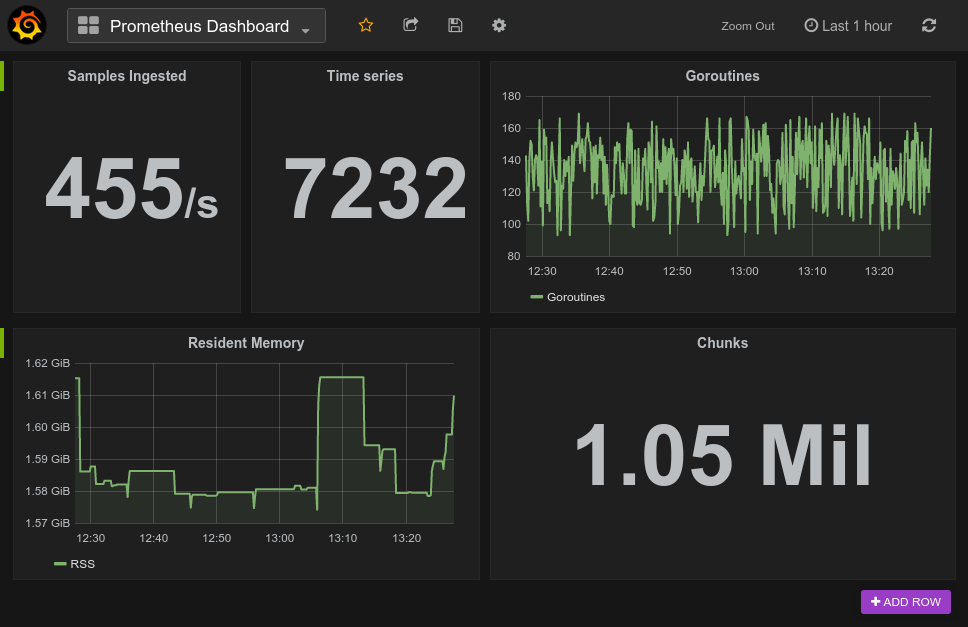 Prometheus Dashboard
Zoom Out
Last 1 hour
Samples Ingested
455/s
Time series
7232
Goroutines
180
160
140
120
100
80
12:30 12:40 12:50 13:00 13:10 13:20
Goroutines
Resident Memory
1.62 GiB
1.61 GiB
1.60 GiB
1.59 GiB
1.58 GiB
1.57 GiB
12:30 12:40 12:50 13:00 13:10 13:20
RSS
Chunks
1.05 Mil
ADD ROW